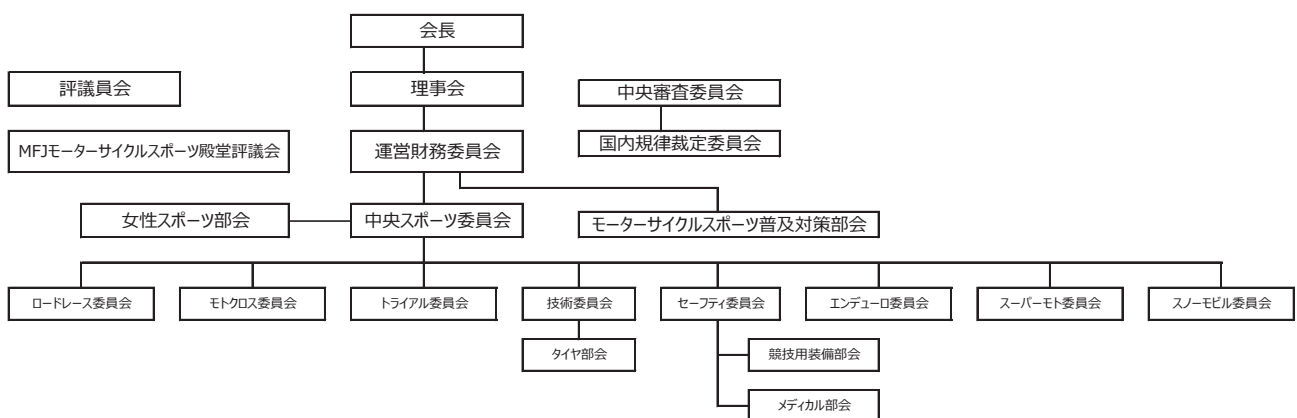 会長
評議員会
理事会
中央審査委員会
MFJモーターサイクルスポーツ殿堂評議会
運営財務委員会
国内規律裁定委員会
女性スポーツ部会
中央スポーツ委員会
モーターサイクルスポーツ普及対策部会
ロードレース委員会
モトクロス委員会
トライアル委員会
技術委員会
セーフティ委員会
エンデューロ委員会
スーパーモト委員会
スノーモビル委員会
タイヤ部会
競技用装備部会
メディカル部会